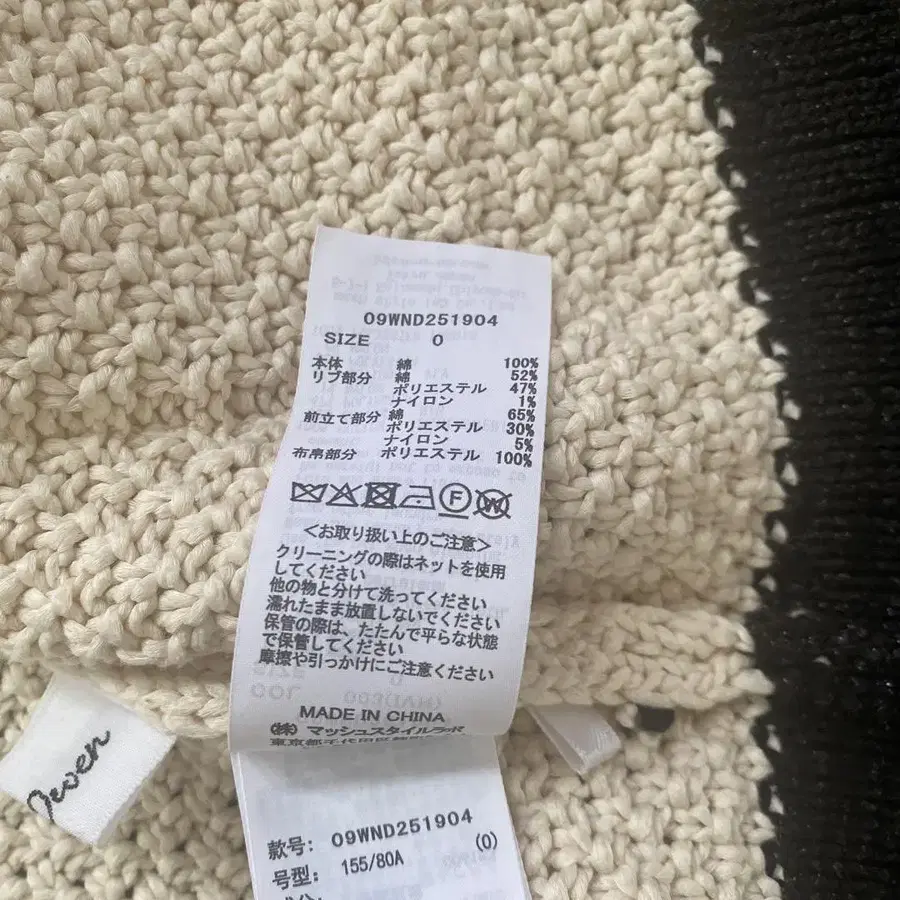 09WND251904
SIZE 0
本体 綿 100%
リブ部分 綿 52%
ポリエステル 47%
ナイロン 1%
前立て部分 綿 65%
ポリエステル 30%
ナイロン 5%
布帛部分 ポリエステル 100%
F W
<お取り扱い上のご注意>
クリーニングの際はネットを使用
してください
他の物と分けて洗ってください
濡れたまま放置しないでください
保管の際は、たたんで平らな状態
で保管してください
摩擦や引っかけにご注意ください
MADE IN CHINA
(株) マッシュスタイルラボ
東京都千代田区麹町
款号: 09WND251904
号型: 155/80A (0)